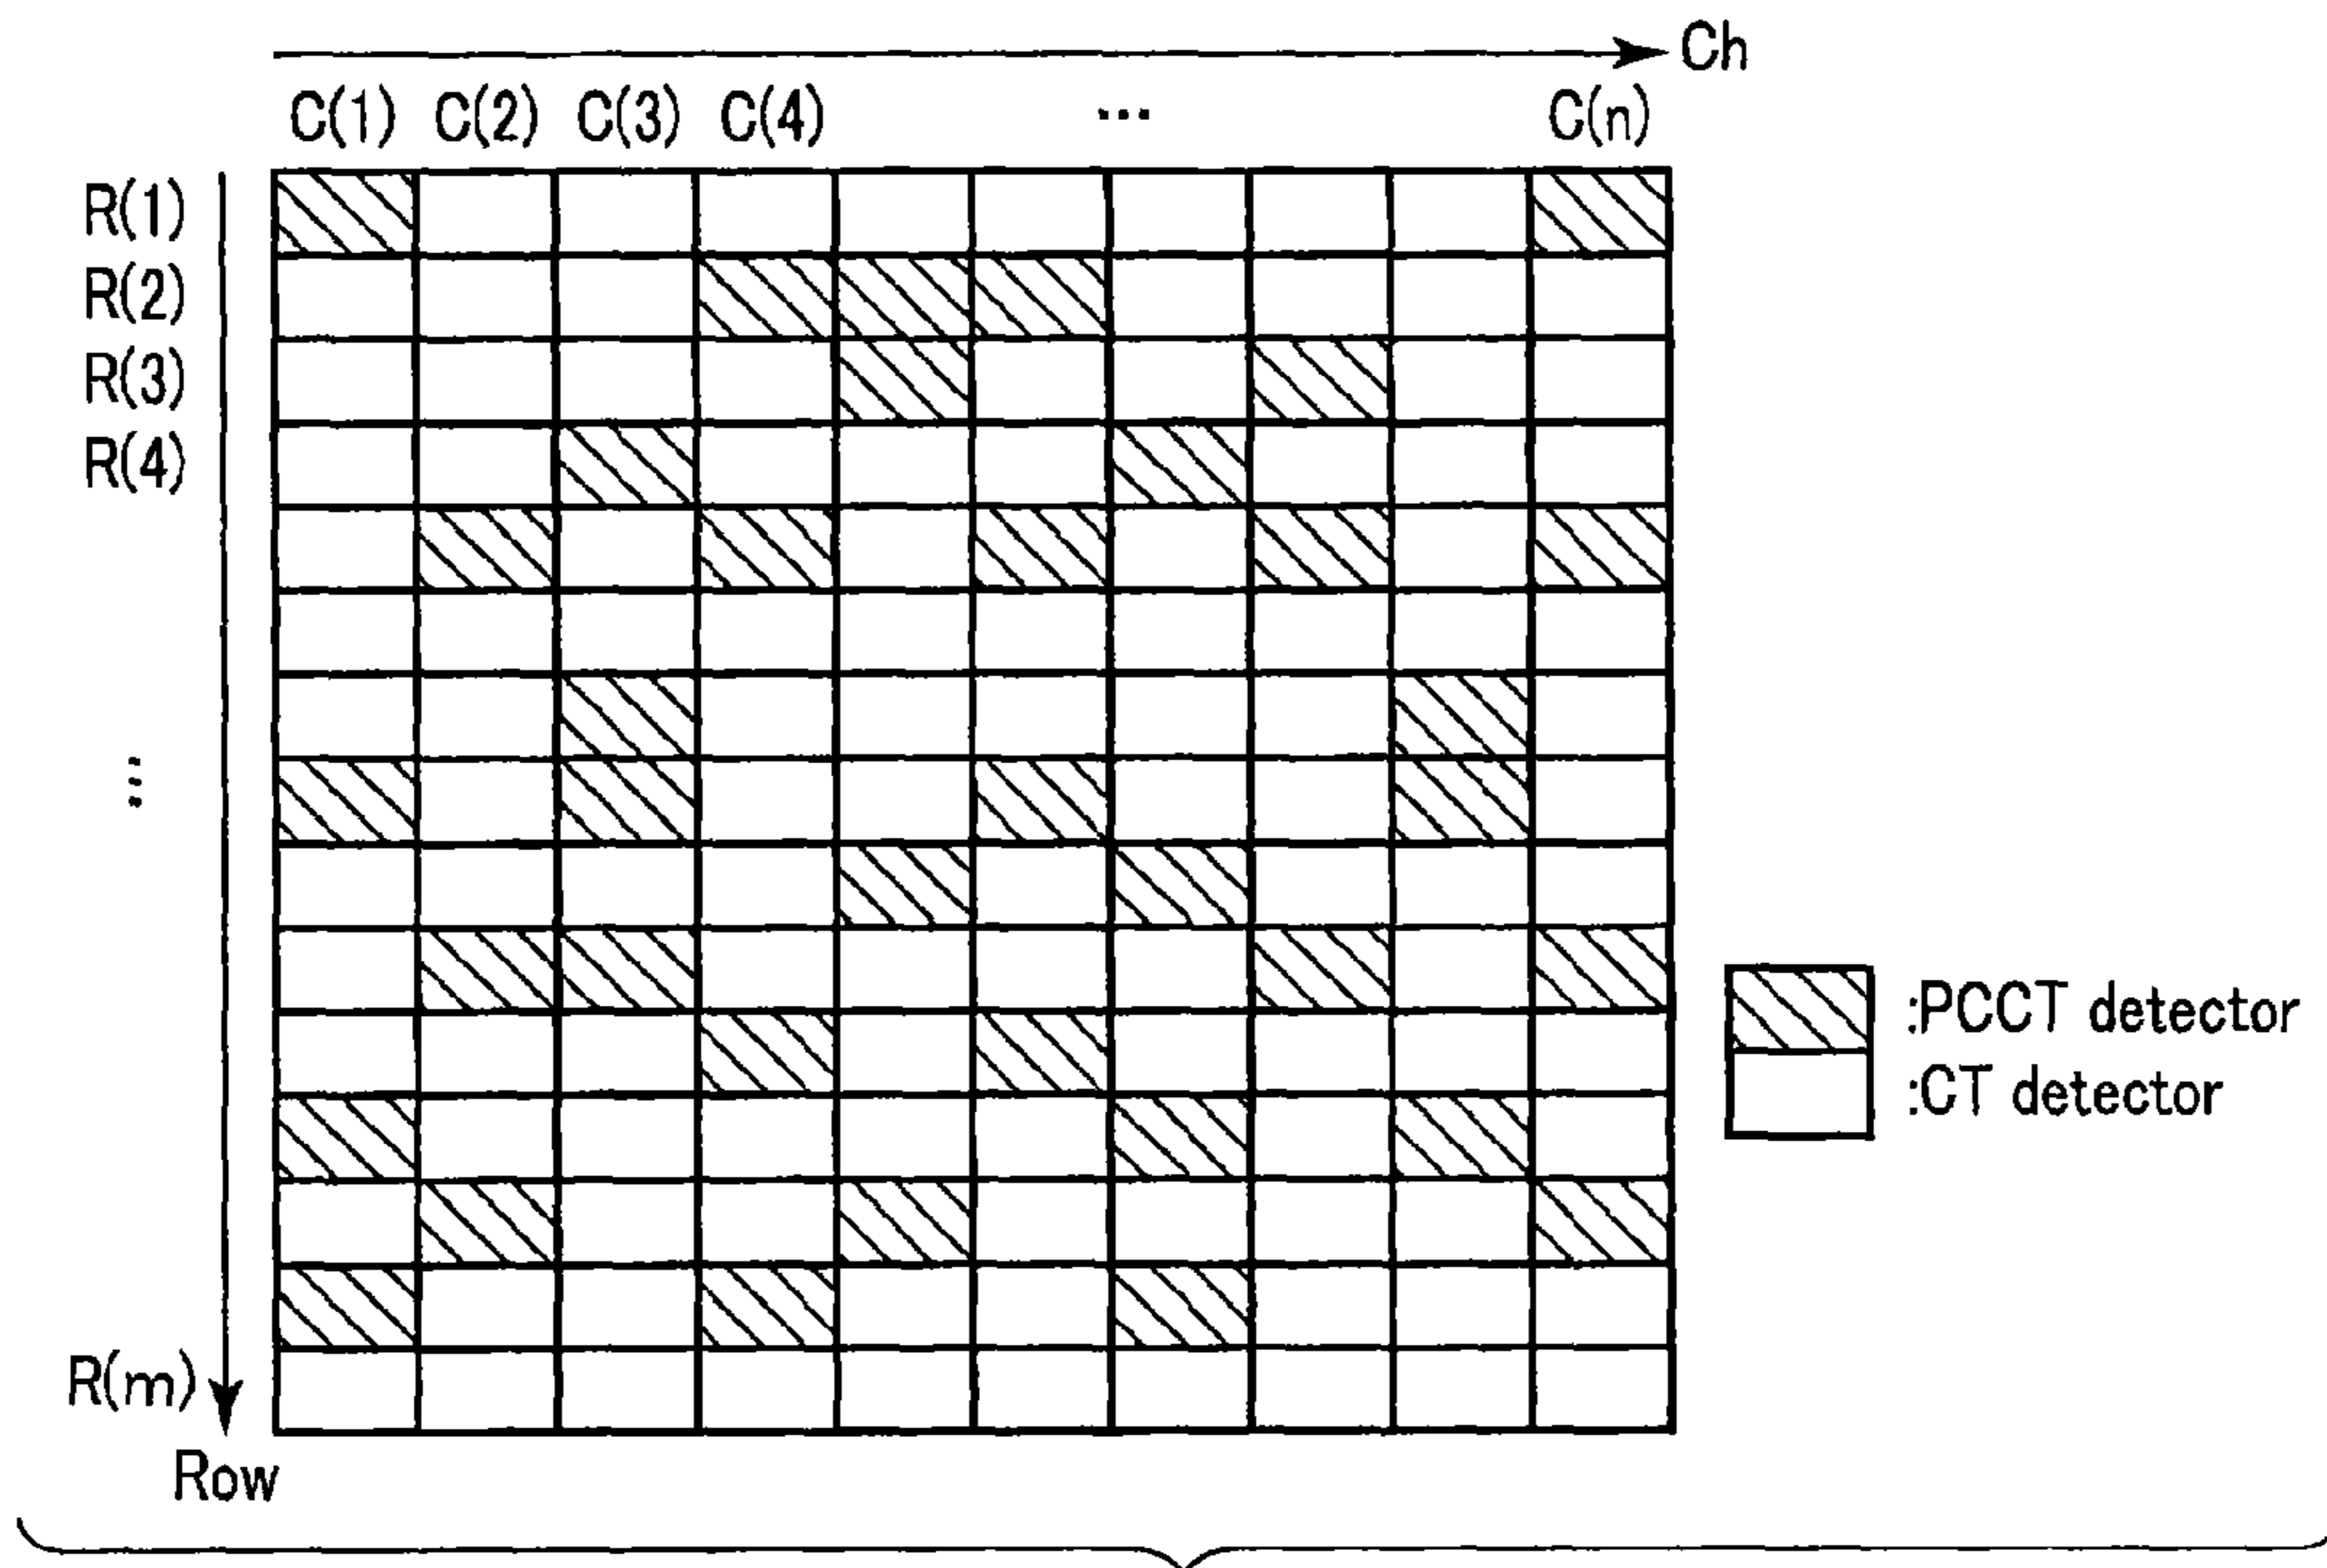 Ch
C(1) C(2) C(3) C(4) ... C(n)
R(1)
R(2)
R(3)
R(4)
...
R(m)
Row
:PCCT detector
:CT detector